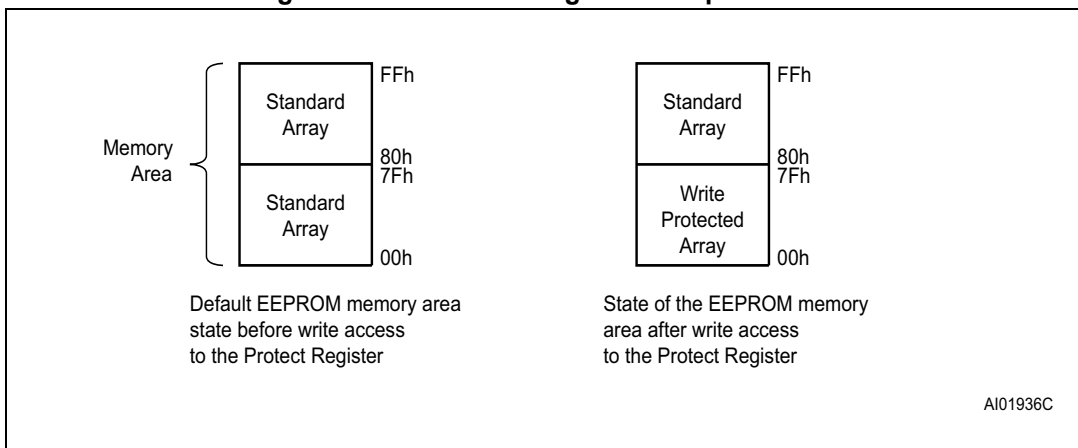 Memory
Area
Standard
Array
Standard
Array
FFh
80h
7Fh
00h
Default EEPROM memory area
state before write access
to the Protect Register
Standard
Array
Write
Protected
Array
FFh
80h
7Fh
00h
State of the EEPROM memory
area after write access
to the Protect Register
AI01936C